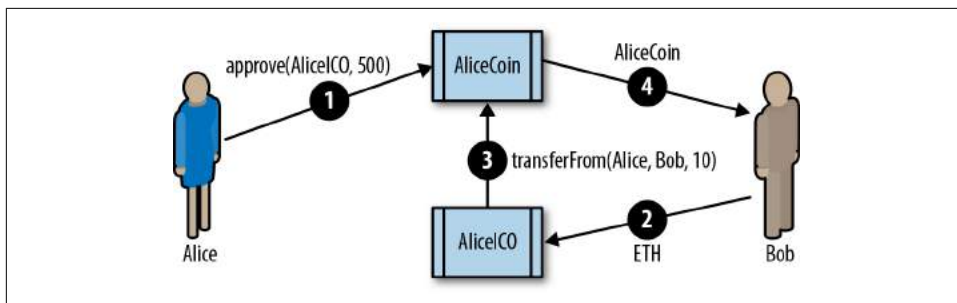 approve(AliceICO, 500)
1
AliceCoin
AliceCoin
4
3
transferFrom(Alice, Bob, 10)
AliceICO
2
ETH
Alice
Bob